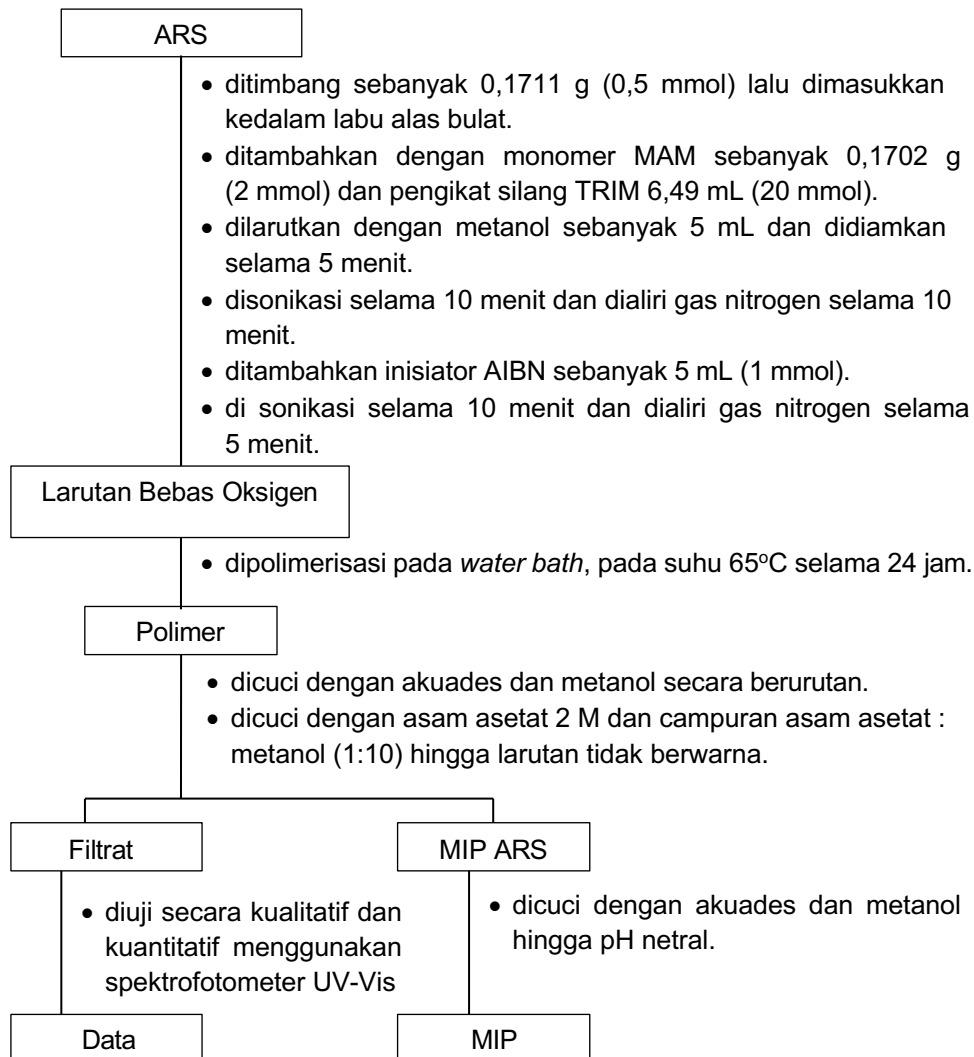 ARS
• ditimbang sebanyak 0,1711 g (0,5 mmol) lalu dimasukkan
kedalam labu alas bulat.
• ditambahkan dengan monomer MAM sebanyak 0,1702 g
(2 mmol) dan pengikat silang TRIM 6,49 mL (20 mmol).
• dilarutkan dengan metanol sebanyak 5 mL dan didiamkan
selama 5 menit.
• disonikasi selama 10 menit dan dialiri gas nitrogen selama 10
menit.
• ditambahkan inisiator AIBN sebanyak 5 mL (1 mmol).
• di sonikasi selama 10 menit dan dialiri gas nitrogen selama
5 menit.
Larutan Bebas Oksigen
• dipolimerisasi pada water bath, pada suhu 65°C selama 24 jam.
Polimer
• dicuci dengan akuades dan metanol secara berurutan.
• dicuci dengan asam asetat 2 M dan campuran asam asetat :
metanol (1:10) hingga larutan tidak berwarna.
Filtrat
MIP ARS
• diuji secara kualitatif dan
kuantitatif menggunakan
spektrofotometer UV-Vis
• dicuci dengan akuades dan metanol
hingga pH netral.
Data
MIP